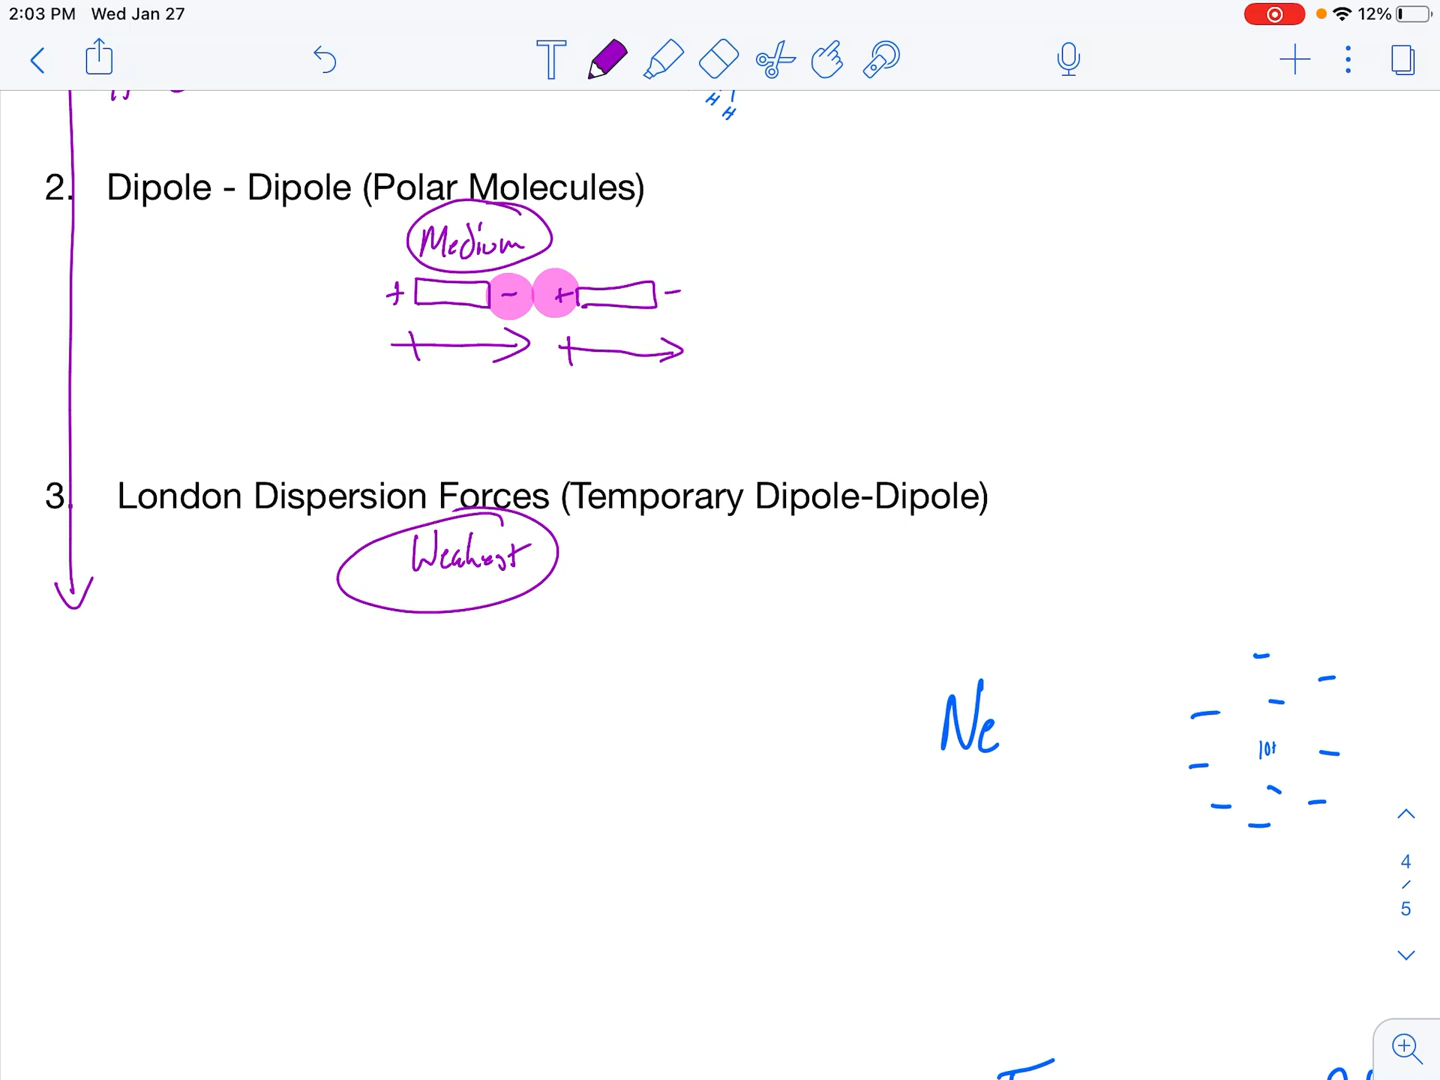 2:03 PM Wed Jan 27
12%
T
H
H
2. Dipole - Dipole (Polar Molecules)
Medium
+ - + -
3. London Dispersion Forces (Temporary Dipole-Dipole)
Weakest
Ne
10+
4
/
5